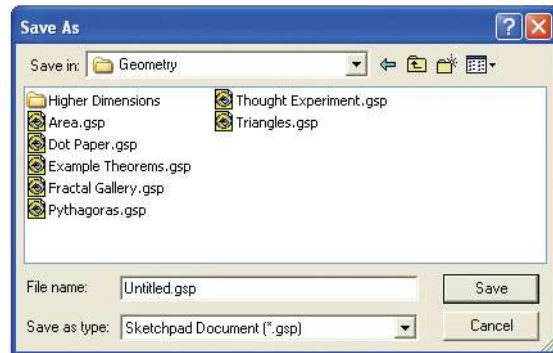 Save As
Save in: Geometry
Higher Dimensions
Area.gsp
Dot Paper.gsp
Example Theorems.gsp
Fractal Gallery.gsp
Pythagoras.gsp
Thought Experiment.gsp
Triangles.gsp
File name: Untitled.gsp Save
Save as type: Sketchpad Document (*.gsp) Cancel